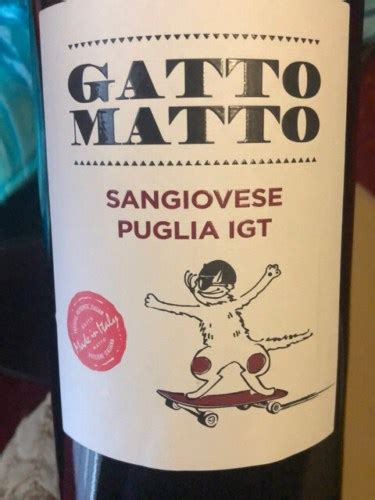 GATTO
MATTO
SANGIOVESE
PUGLIA IGT
Made in Italy